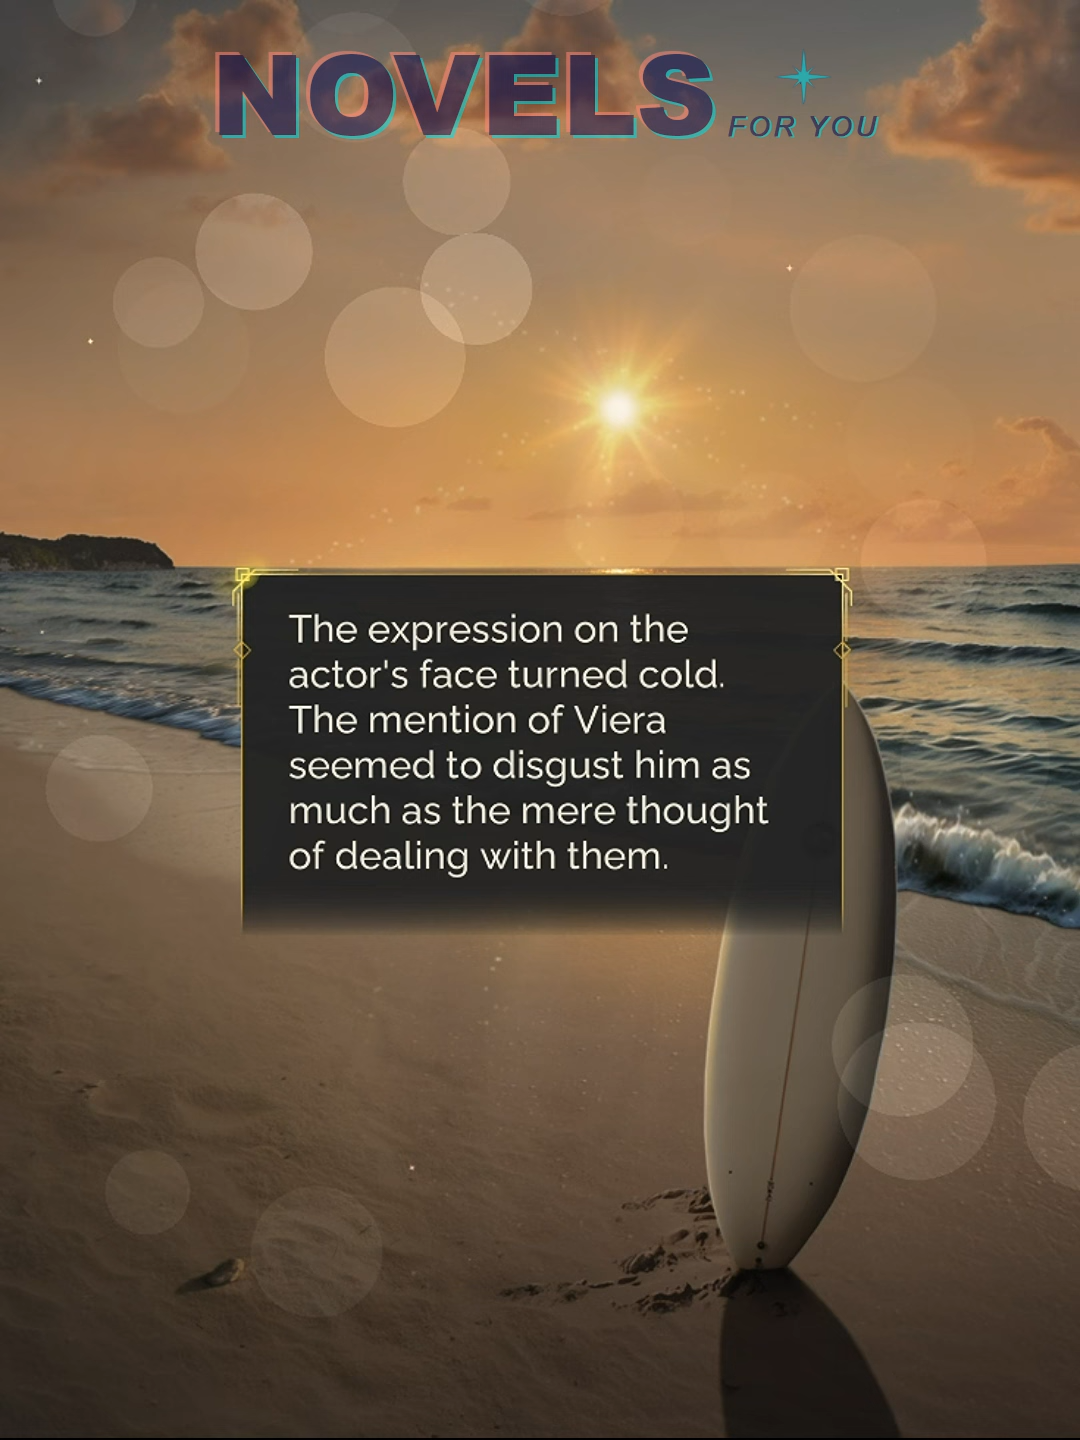 NOVELS
FOR YOU
The expression on the
actor's face turned cold.
The mention of Viera
seemed to disgust him as
much as the mere thought
of dealing with them.